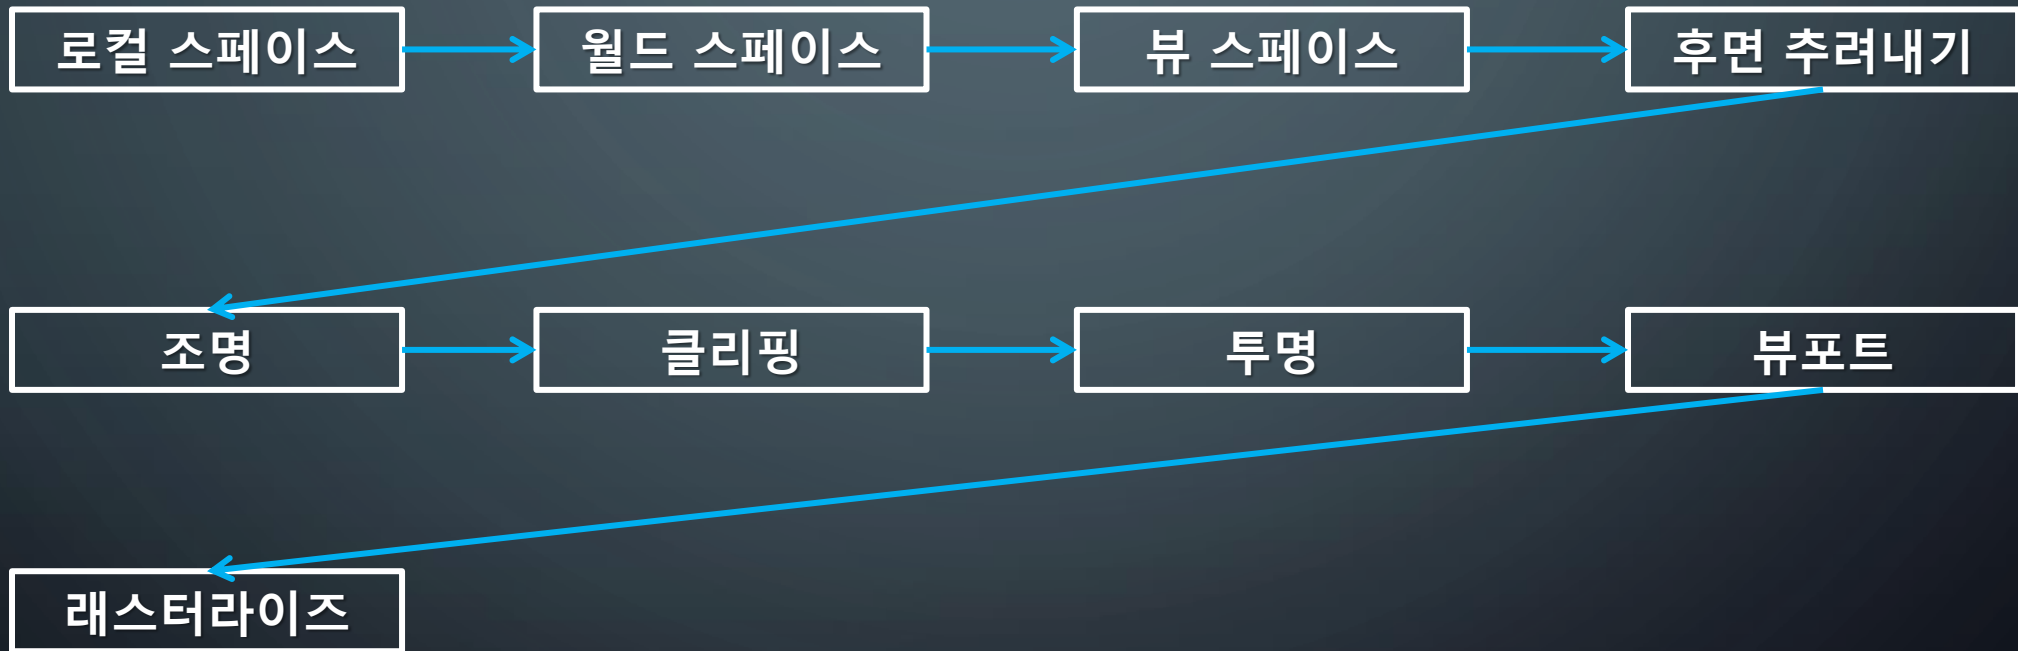 로컬 스페이스
월드 스페이스
뷰 스페이스
후면 추려내기
조명
클리핑
투명
뷰포트
래스터라이즈